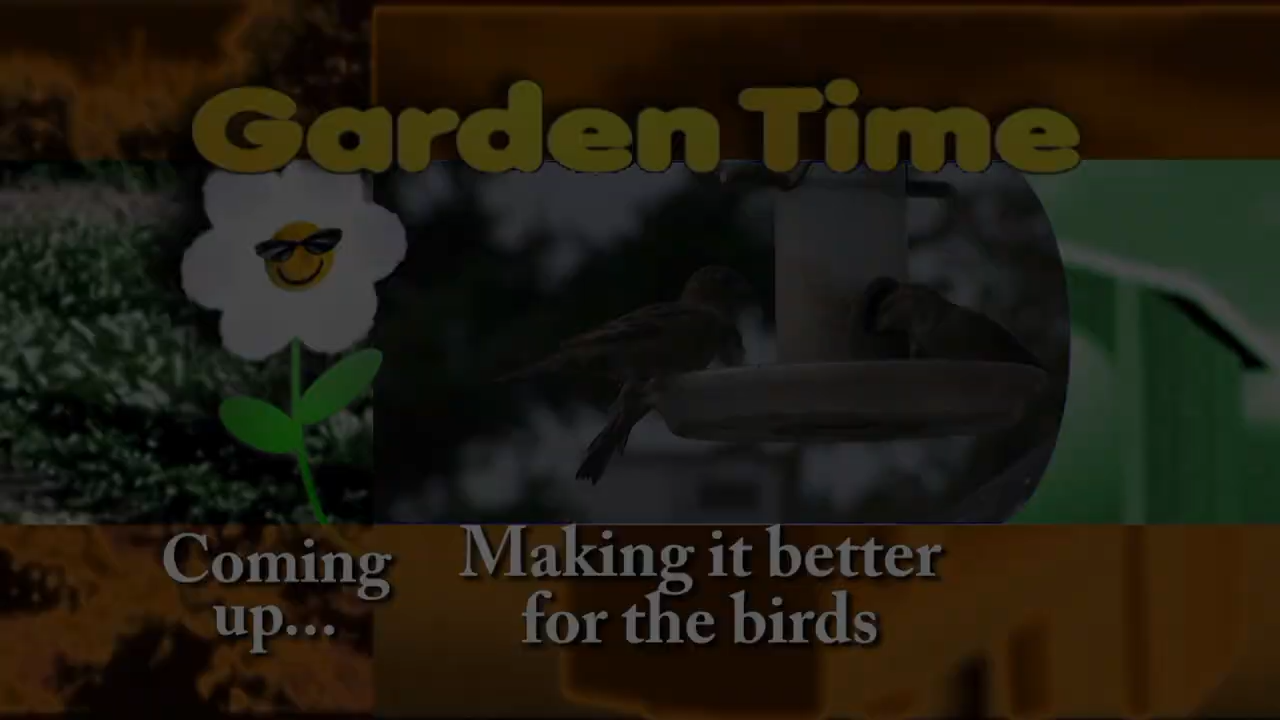 Garden Time
Coming
up...
Making it better
for the birds